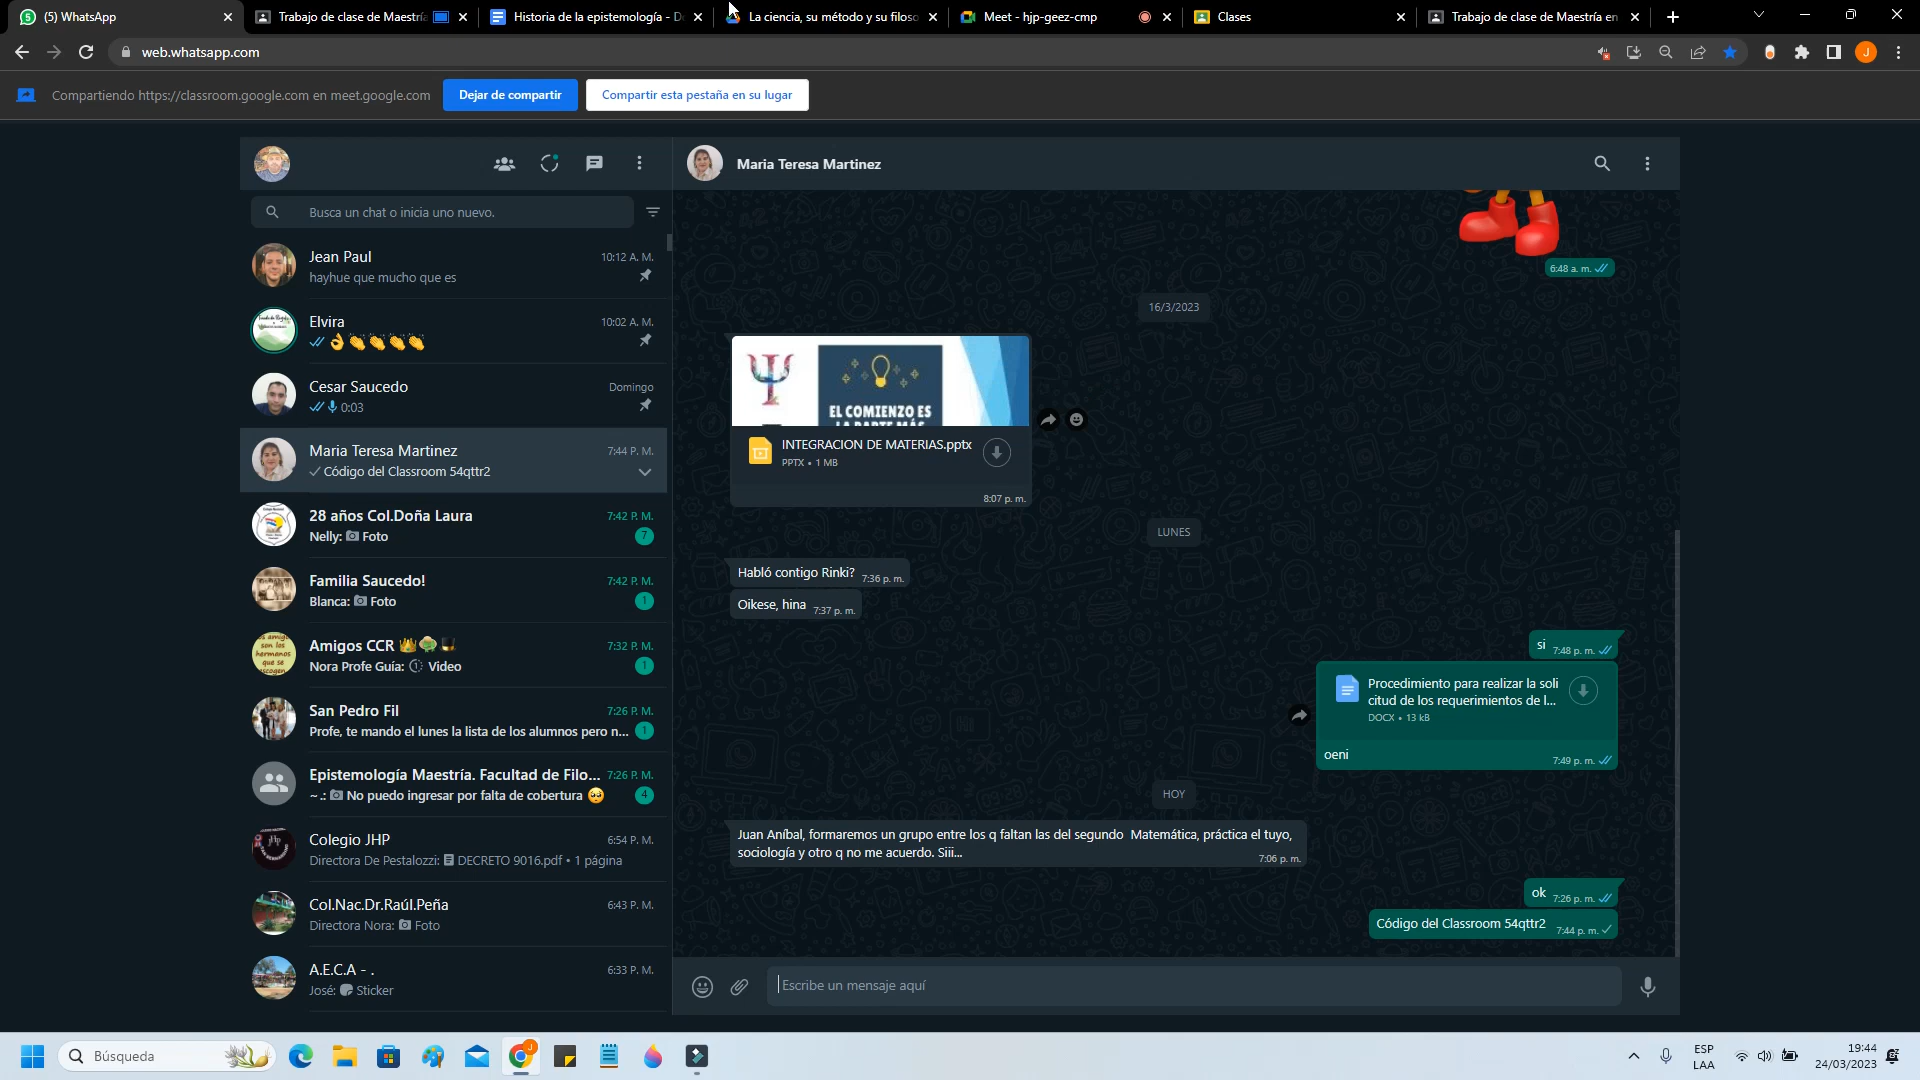 (5) WhatsApp
Trabajo de clase de Maestría
Historia de la epistemología - D
La ciencia, su método y su filoso
Meet - hjp-geez-cmp
Clases
Trabajo de clase de Maestría en
web.whatsapp.com
J
Compartiendo https://classroom.google.com en meet.google.com
Dejar de compartir
Compartir esta pestaña en su lugar
Maria Teresa Martinez
Busca un chat o inicia uno nuevo.
Jean Paul
10:12 A. M.
hayhue que mucho que es
Elvira
10:02 A. M.
Cesar Saucedo
Domingo
0:03
Maria Teresa Martinez
7:44 P. M.
Código del Classroom 54qttr2
28 años Col.Doña Laura
7:42 P. M.
Nelly: Foto
7
Familia Saucedo!
7:42 P. M.
Blanca: Foto
1
Amigos CCR
7:32 P. M.
Nora Profe Guía: Video
1
San Pedro Fil
7:26 P. M.
Profe, te mando el lunes la lista de los alumnos pero n...
1
Epistemología Maestría. Facultad de Filo...
7:26 P. M.
~ .: No puedo ingresar por falta de cobertura 🥺
4
Colegio JHP
6:54 P. M.
Directora De Pestalozzi: DECRETO 9016.pdf • 1 página
Col.Nac.Dr.Raúl.Peña
6:43 P. M.
Directora Nora: Foto
A.E.C.A - .
6:33 P. M.
José: Sticker
6:48 a. m.
16/3/2023
EL COMIENZO ES
LA PARTE MÁS
INTEGRACION DE MATERIAS.pptx
PPTX • 1 MB
8:07 p. m.
LUNES
Habló contigo Rinki?
7:36 p. m.
Oikese, hina
7:37 p. m.
si
7:48 p. m.
Procedimiento para realizar la soli
citud de los requerimientos de l...
DOCX • 13 kB
oeni
7:49 p. m.
HOY
Juan Aníbal, formaremos un grupo entre los q faltan las del segundo Matemática, práctica el tuyo,
sociología y otro q no me acuerdo. Siii...
7:06 p. m.
ok
7:26 p. m.
Código del Classroom 54qttr2
7:44 p. m.
Escribe un mensaje aquí
Búsqueda
ESP
LAA
19:44
24/03/2023